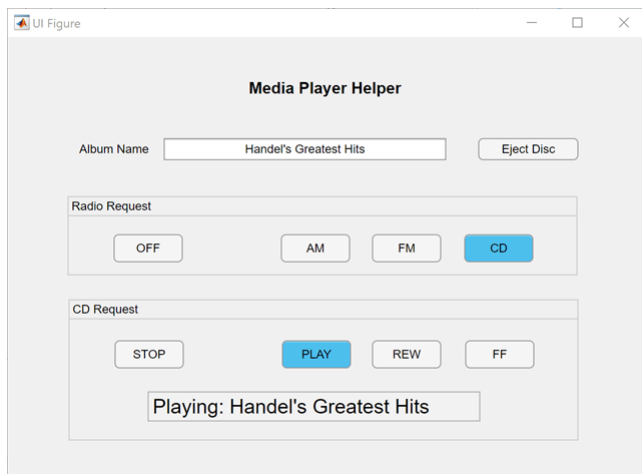 UI Figure
Media Player Helper
Album Name Handel's Greatest Hits Eject Disc
Radio Request
OFF AM FM CD
CD Request
STOP PLAY REW FF
Playing: Handel's Greatest Hits